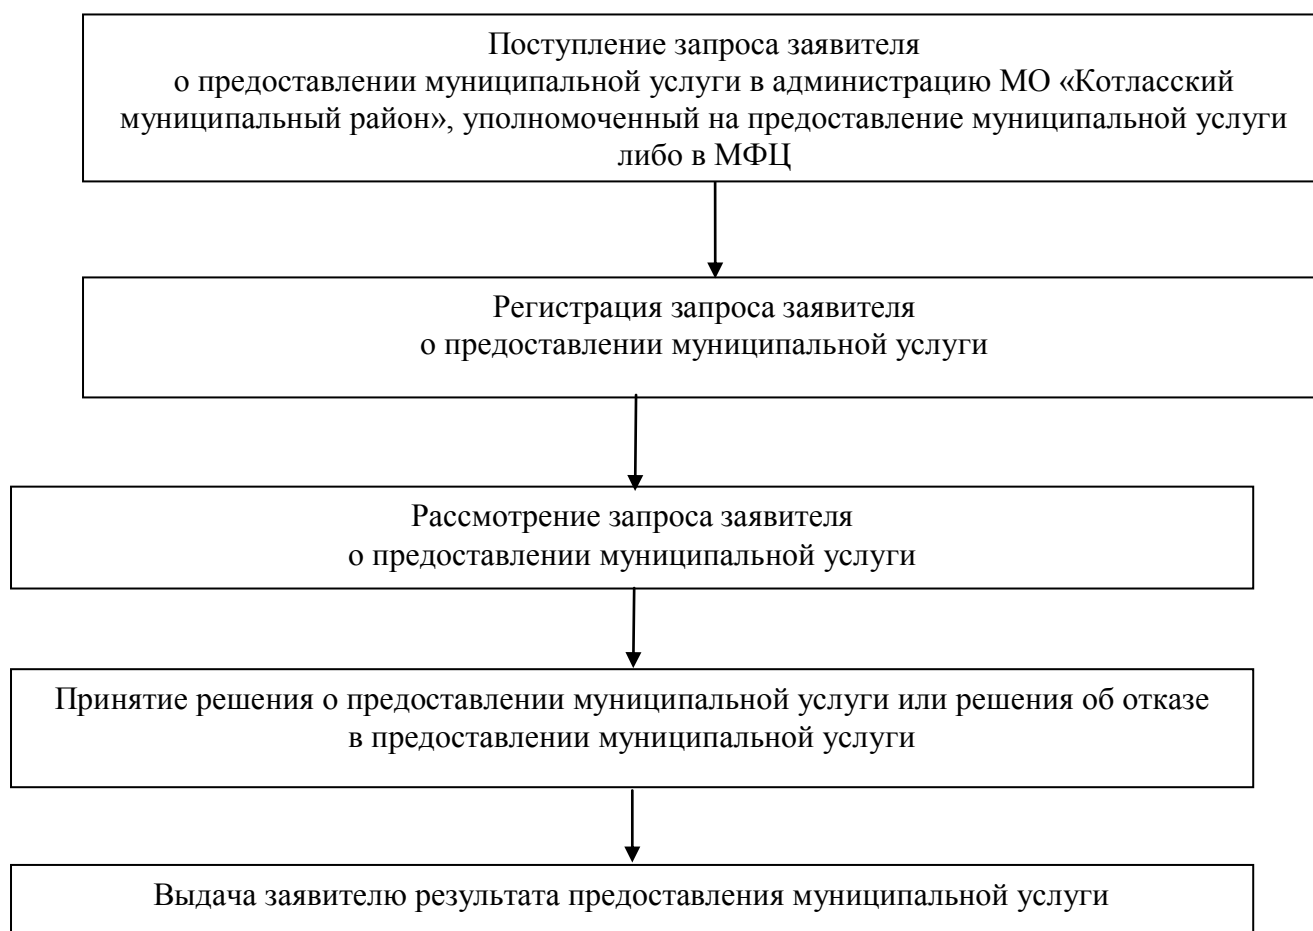 Поступление запроса заявителя
о предоставлении муниципальной услуги в администрацию МО «Котласский
муниципальный район», уполномоченный на предоставление муниципальной услуги
либо в МФЦ
Регистрация запроса заявителя
о предоставлении муниципальной услуги
Рассмотрение запроса заявителя
о предоставлении муниципальной услуги
Принятие решения о предоставлении муниципальной услуги или решения об отказе
в предоставлении муниципальной услуги
Выдача заявителю результата предоставления муниципальной услуги